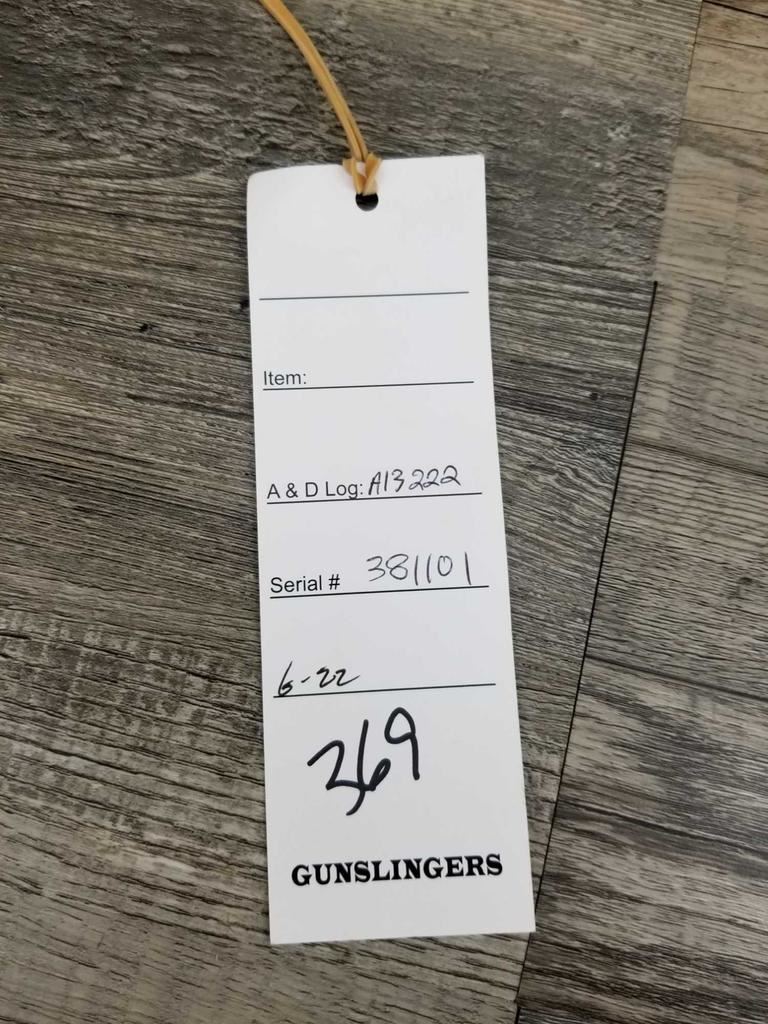 Item:
A & D Log: A13222
Serial # 381101
6-22
369
GUNSLINGERS